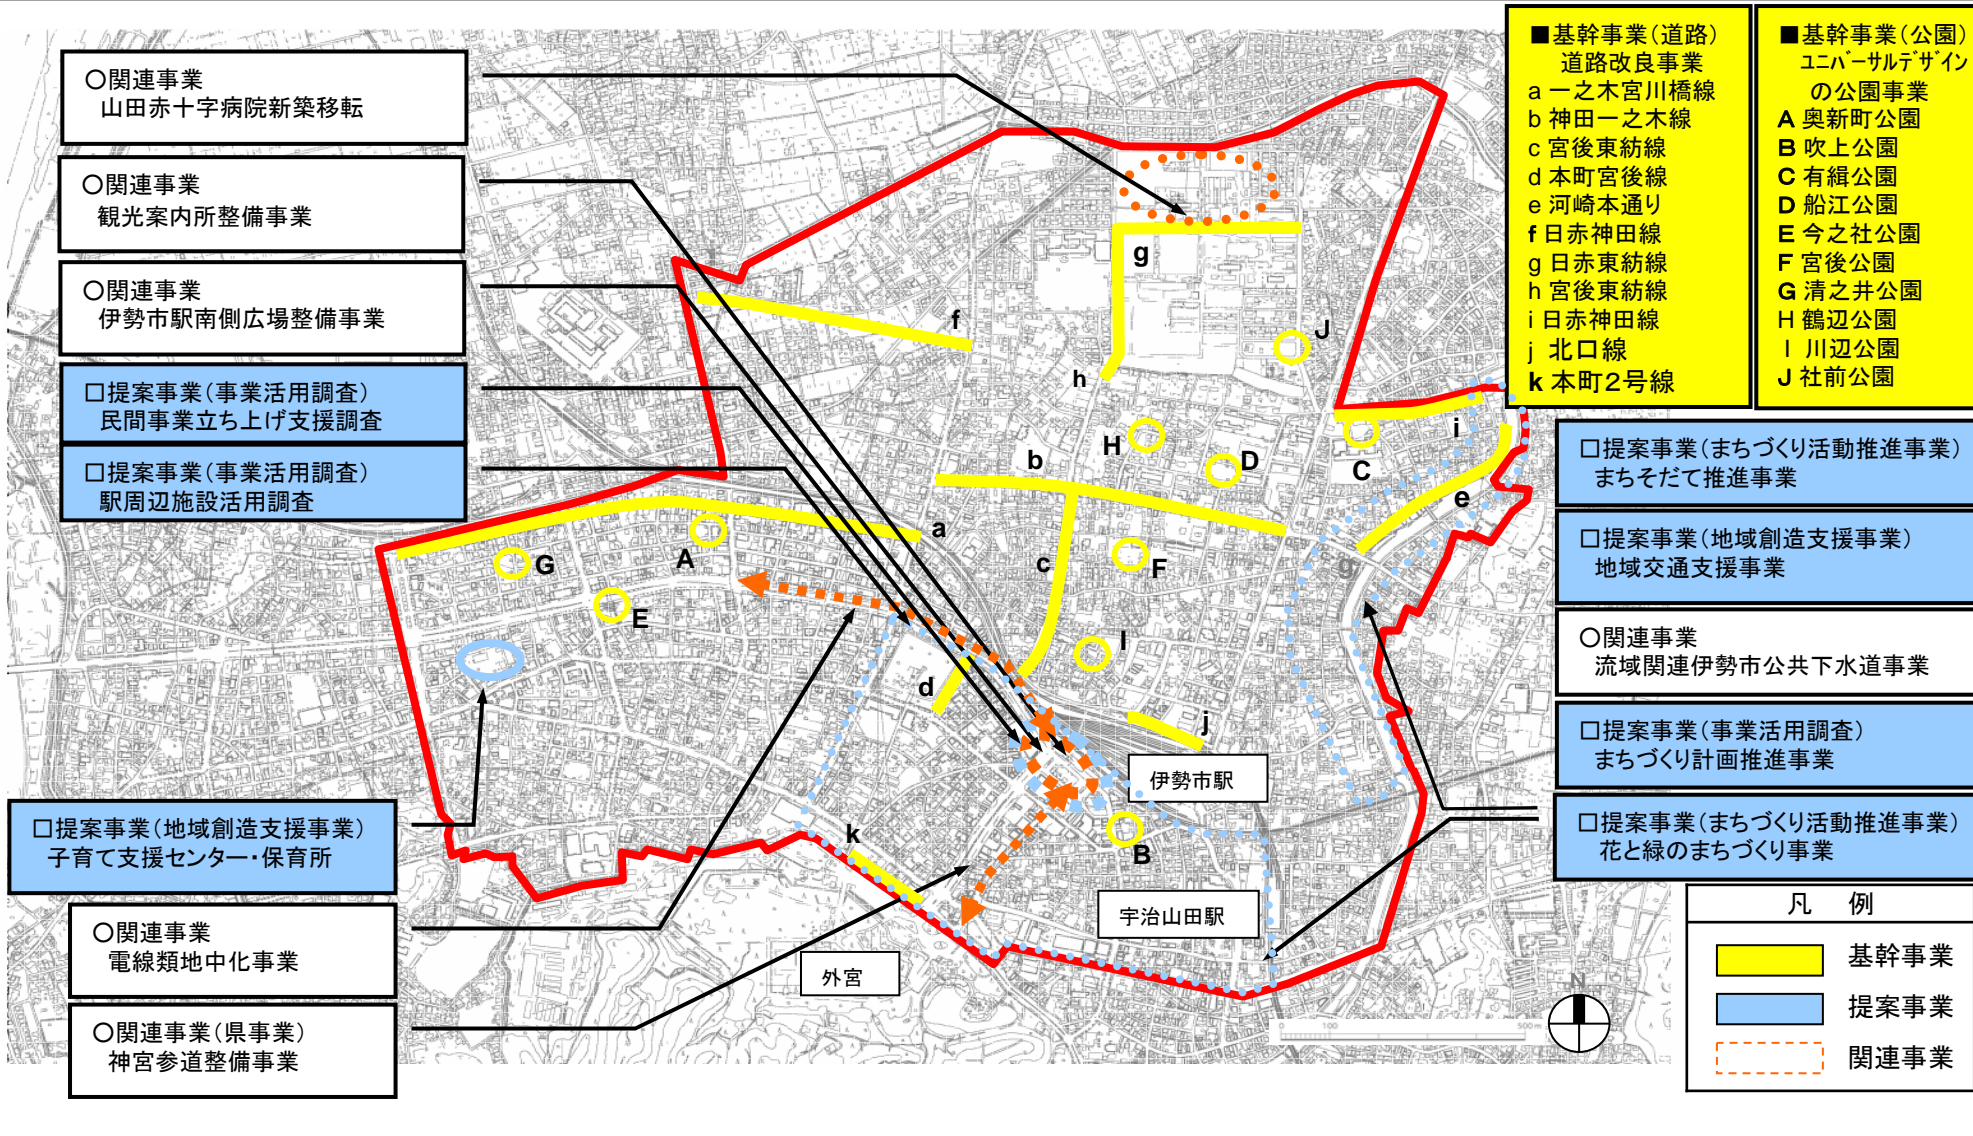 ○関連事業
山田赤十字病院新築移転
○関連事業
観光案内所整備事業
○関連事業
伊勢市駅南側広場整備事業
□提案事業(事業活用調査)
民間事業立ち上げ支援調査
□提案事業(事業活用調査)
駅周辺施設活用調査
□提案事業(地域創造支援事業)
子育て支援センター・保育所
○関連事業
電線類地中化事業
○関連事業(県事業)
神宮参道整備事業
■基幹事業(道路)
道路改良事業
a 一之木宮川橋線
b 神田一之木線
c 宮後東紡線
d 本町宮後線
e 河崎本通り
f 日赤神田線
g 日赤東紡線
h 宮後東紡線
i 日赤神田線
j 北口線
k 本町2号線
■基幹事業(公園)
ユニバーサルデザイン
の公園事業
A 奥新町公園
B 吹上公園
C 有緝公園
D 船江公園
E 今之社公園
F 宮後公園
G 清之井公園
H 鶴辺公園
I 川辺公園
J 社前公園
□提案事業(まちづくり活動推進事業)
まちそだて推進事業
□提案事業(地域創造支援事業)
地域交通支援事業
○関連事業
流域関連伊勢市公共下水道事業
□提案事業(事業活用調査)
まちづくり計画推進事業
□提案事業(まちづくり活動推進事業)
花と緑のまちづくり事業
凡 例
基幹事業
提案事業
関連事業
g
f
J
h
H
D
b
C
i
e
a
A
G
E
c
F
g
I
d
j
伊勢市駅
k
B
宇治山田駅
外宮
N
0 100 500m